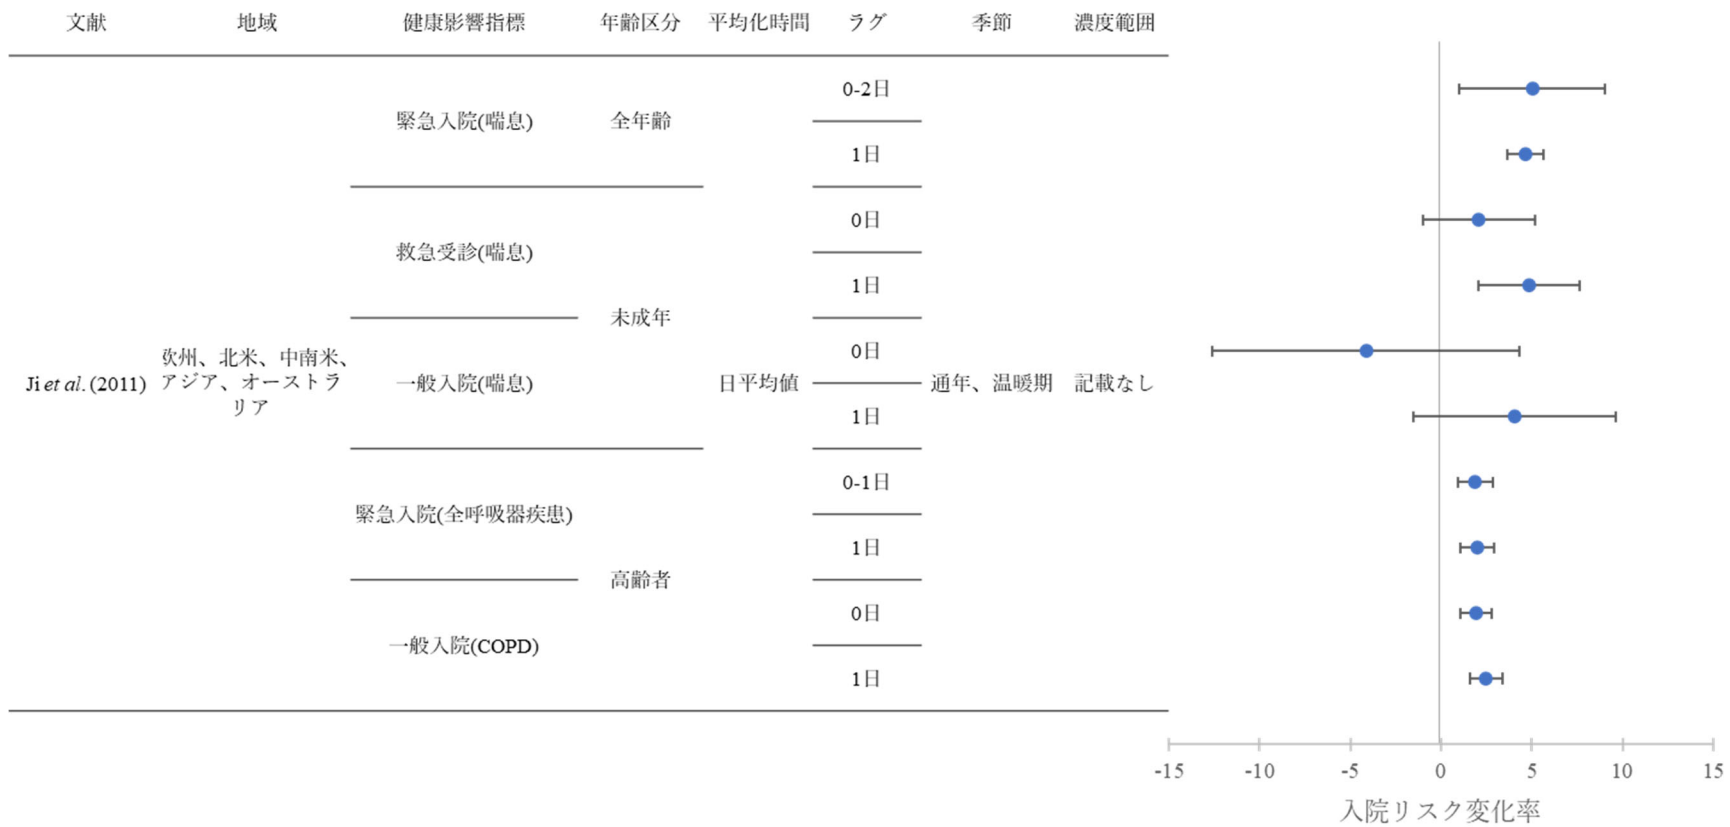 文献 地域 健康影響指標 年齢区分 平均化時間 ラグ 季節 濃度範囲
0-2日
緊急入院(喘息) 全年齢
1日
0日
救急受診(喘息)
1日
未成年
0日
欧州、北米、中南米、
Ji et al. (2011) アジア、オーストラ 一般入院(喘息) 日平均値 通年、温暖期 記載なし
リア
1日
0-1日
緊急入院(全呼吸器疾患)
1日
高齢者
0日
一般入院(COPD)
1日
-15 -10 -5 0 5 10 15
入院リスク変化率